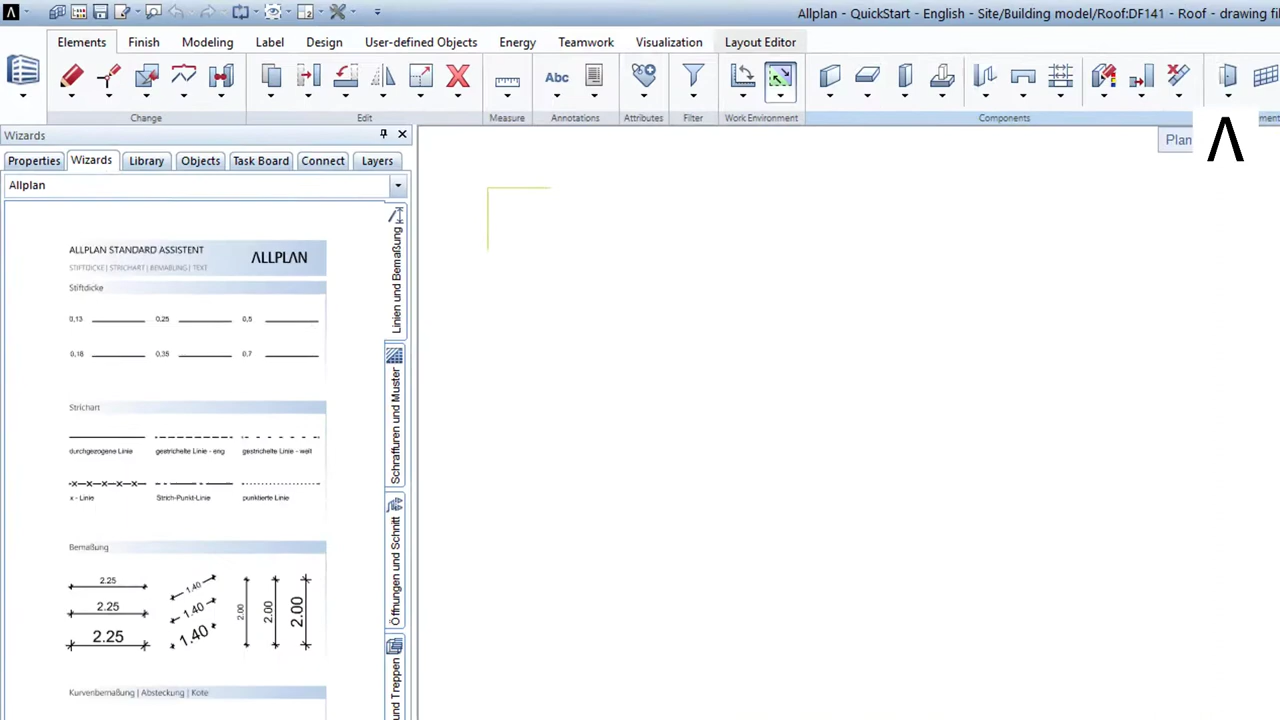 Allplan - QuickStart - English - Site/Building model/Roof:DF141 - Roof - drawing fi
Elements Finish Modeling Label Design User-defined Objects Energy Teamwork Visualization Layout Editor
Abc
Change Edit Measure Annotations Attributes Filter Work Environment Components
Wizards
Plan
Properties Wizards Library Objects Task Board Connect Layers
Allplan
ALLPLAN STANDARD ASSISTENT
ALLPLAN
STIFTDICKE | STRICHART | BEMAßUNG | TEXT
Stiftdicke
0,13 0,25 0,5
0,18 0,35 0,7
Strichart
durchgezogene Linie gestrichelte Linie - eng gestrichelte Linie - weit
x - Linie Strich-Punkt-Linie punktierte Linie
Bemaßung
2.25 1.40 2.00
2.25 1.40 2.00
2.25 1.40 2.00
Kurvenbemaßung | Absteckung | Kote
Linien und Bemaßung
Schraffuren und Muster
Öffnungen und Schnitt
und Treppen